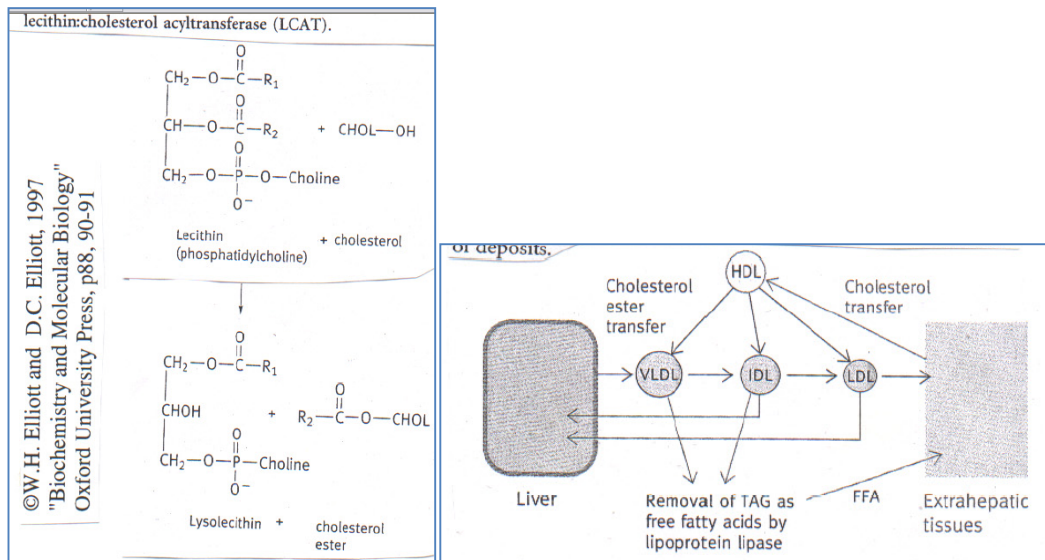 lecithin:cholesterol acyltransferase (LCAT).
O
CH₂—O—C—R₁
O
CH—O—C—R₂ + CHOL—OH
O
CH₂—O—P—O—Choline
O⁻
Lecithin + cholesterol
(phosphatidylcholine)
O
CH₂—O—C—R₁
O
CHOH + R₂—C—O—CHOL
O
CH₂—O—P—Choline
O⁻
Lysolecithin + cholesterol
ester
©W.H. Elliott and D.C. Elliott, 1997
"Biochemistry and Molecular Biology"
Oxford University Press, p88, 90-91
of deposits.
HDL
Cholesterol
ester
transfer
Cholesterol
transfer
VLDL
IDL
LDL
Liver
Removal of TAG as
free fatty acids by
lipoprotein lipase
FFA
Extrahepatic
tissues